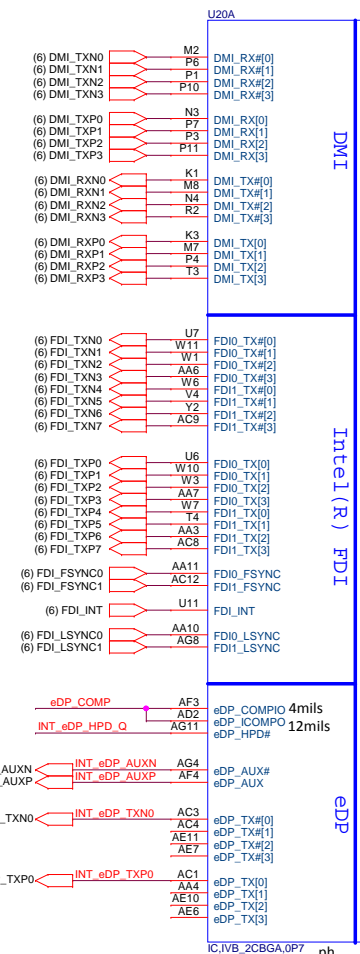 U20A
(6) DMI_TXN0 M2 DMI_RX#[0]
(6) DMI_TXN1 P6 DMI_RX#[1]
(6) DMI_TXN2 P1 DMI_RX#[2]
(6) DMI_TXN3 P10 DMI_RX#[3]
(6) DMI_TXP0 N3 DMI_RX[0]
(6) DMI_TXP1 P7 DMI_RX[1]
(6) DMI_TXP2 P3 DMI_RX[2]
(6) DMI_TXP3 P11 DMI_RX[3]
DMI
(6) DMI_RXN0 K1 DMI_TX#[0]
(6) DMI_RXN1 M8 DMI_TX#[1]
(6) DMI_RXN2 N4 DMI_TX#[2]
(6) DMI_RXN3 R2 DMI_TX#[3]
(6) DMI_RXP0 K3 DMI_TX[0]
(6) DMI_RXP1 M7 DMI_TX[1]
(6) DMI_RXP2 P4 DMI_TX[2]
(6) DMI_RXP3 T3 DMI_TX[3]
(6) FDI_TXN0 U7 FDI0_TX#[0]
(6) FDI_TXN1 W11 FDI0_TX#[1]
(6) FDI_TXN2 W1 FDI0_TX#[2]
(6) FDI_TXN3 AA6 FDI0_TX#[3]
(6) FDI_TXN4 W6 FDI1_TX#[0]
(6) FDI_TXN5 V4 FDI1_TX#[1]
(6) FDI_TXN6 Y2 FDI1_TX#[2]
(6) FDI_TXN7 AC9 FDI1_TX#[3]
Intel(R) FDI
(6) FDI_TXP0 U6 FDI0_TX[0]
(6) FDI_TXP1 W10 FDI0_TX[1]
(6) FDI_TXP2 W3 FDI0_TX[2]
(6) FDI_TXP3 AA7 FDI0_TX[3]
(6) FDI_TXP4 W7 FDI1_TX[0]
(6) FDI_TXP5 T4 FDI1_TX[1]
(6) FDI_TXP6 AA3 FDI1_TX[2]
(6) FDI_TXP7 AC8 FDI1_TX[3]
(6) FDI_FSYNC0 AA11 FDI0_FSYNC
(6) FDI_FSYNC1 AC12 FDI1_FSYNC
(6) FDI_INT U11 FDI_INT
(6) FDI_LSYNC0 AA10 FDI0_LSYNC
(6) FDI_LSYNC1 AG8 FDI1_LSYNC
eDP_COMP AF3 eDP_COMPIO 4mils
AD2 eDP_ICOMPO 12mils
INT_eDP_HPD_Q AG11 eDP_HPD#
_AUXN INT_eDP_AUXN AG4 eDP_AUX#
_AUXP INT_eDP_AUXP AF4 eDP_AUX
eDP
_TXN0 INT_eDP_TXN0 AC3 eDP_TX#[0]
AC4 eDP_TX#[1]
AE11 eDP_TX#[2]
AE7 eDP_TX#[3]
_TXP0 INT_eDP_TXP0 AC1 eDP_TX[0]
AA4 eDP_TX[1]
AE10 eDP_TX[2]
AE6 eDP_TX[3]
IC,IVB_2CBGA,0P7 ph